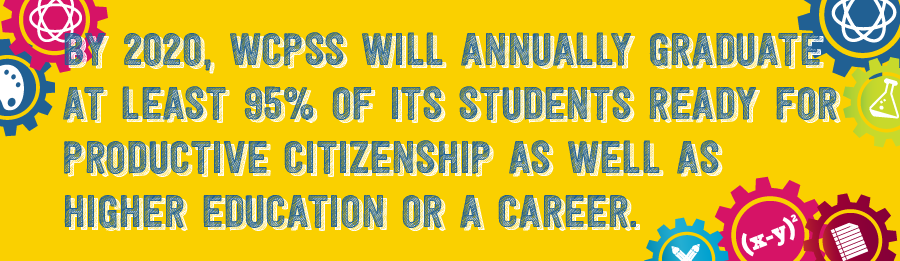 BY 2020, WCPSS WILL ANNUALLY GRADUATE
AT LEAST 95% OF ITS STUDENTS READY FOR
PRODUCTIVE CITIZENSHIP AS WELL AS
HIGHER EDUCATION OR A CAREER.
(x-y)²